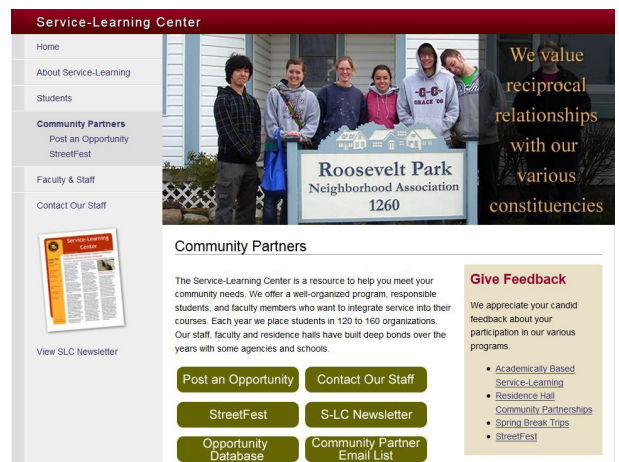 Service-Learning Center
Home
About Service-Learning
Students
Community Partners
Post an Opportunity
StreetFest
Faculty & Staff
Contact Our Staff
Service-Learning
Center
View SLC Newsletter
GRACE '06
Roosevelt Park
Neighborhood Association
1260
We value
reciprocal
relationships
with our
various
constituencies
Community Partners
The Service-Learning Center is a resource to help you meet your
community needs. We offer a well-organized program, responsible
students, and faculty members who want to integrate service into their
courses. Each year we place students in 120 to 160 organizations.
Our staff, faculty and residence halls have built deep bonds over the
years with some agencies and schools.
Post an Opportunity
Contact Our Staff
StreetFest
S-LC Newsletter
Opportunity
Database
Community Partner
Email List
Give Feedback
We appreciate your candid
feedback about your
participation in our various
programs.
Academically Based
Service-Learning
Residence Hall
Community Partnerships
Spring Break Trips
StreetFest